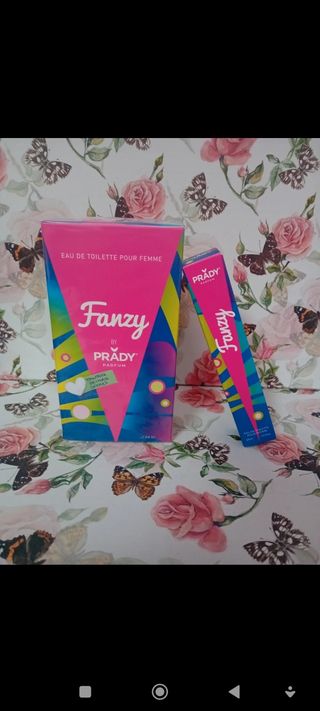 EAU DE TOILETTE POUR FEMME
Fanzy
BY
PRADY
PARFUM
PRADY
PARFUM
Fanzy